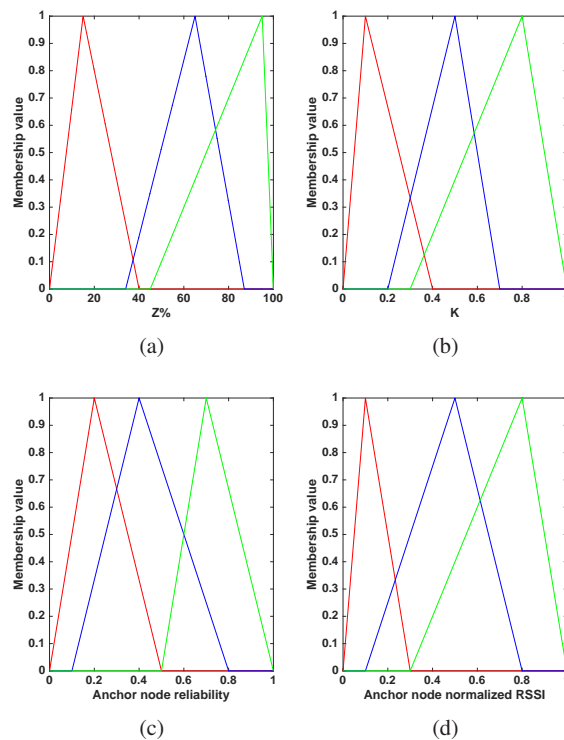 1
0.9
0.8
0.7
0.6
0.5
0.4
0.3
0.2
0.1
0
Membership value
0 20 40 60 80 100
Z%
(a)
1
0.9
0.8
0.7
0.6
0.5
0.4
0.3
0.2
0.1
0
Membership value
0 0.2 0.4 0.6 0.8
K
(b)
1
0.9
0.8
0.7
0.6
0.5
0.4
0.3
0.2
0.1
0
Membership value
0 0.2 0.4 0.6 0.8 1
Anchor node reliability
(c)
1
0.9
0.8
0.7
0.6
0.5
0.4
0.3
0.2
0.1
0
Membership value
0 0.2 0.4 0.6 0.8
Anchor node normalized RSSI
(d)